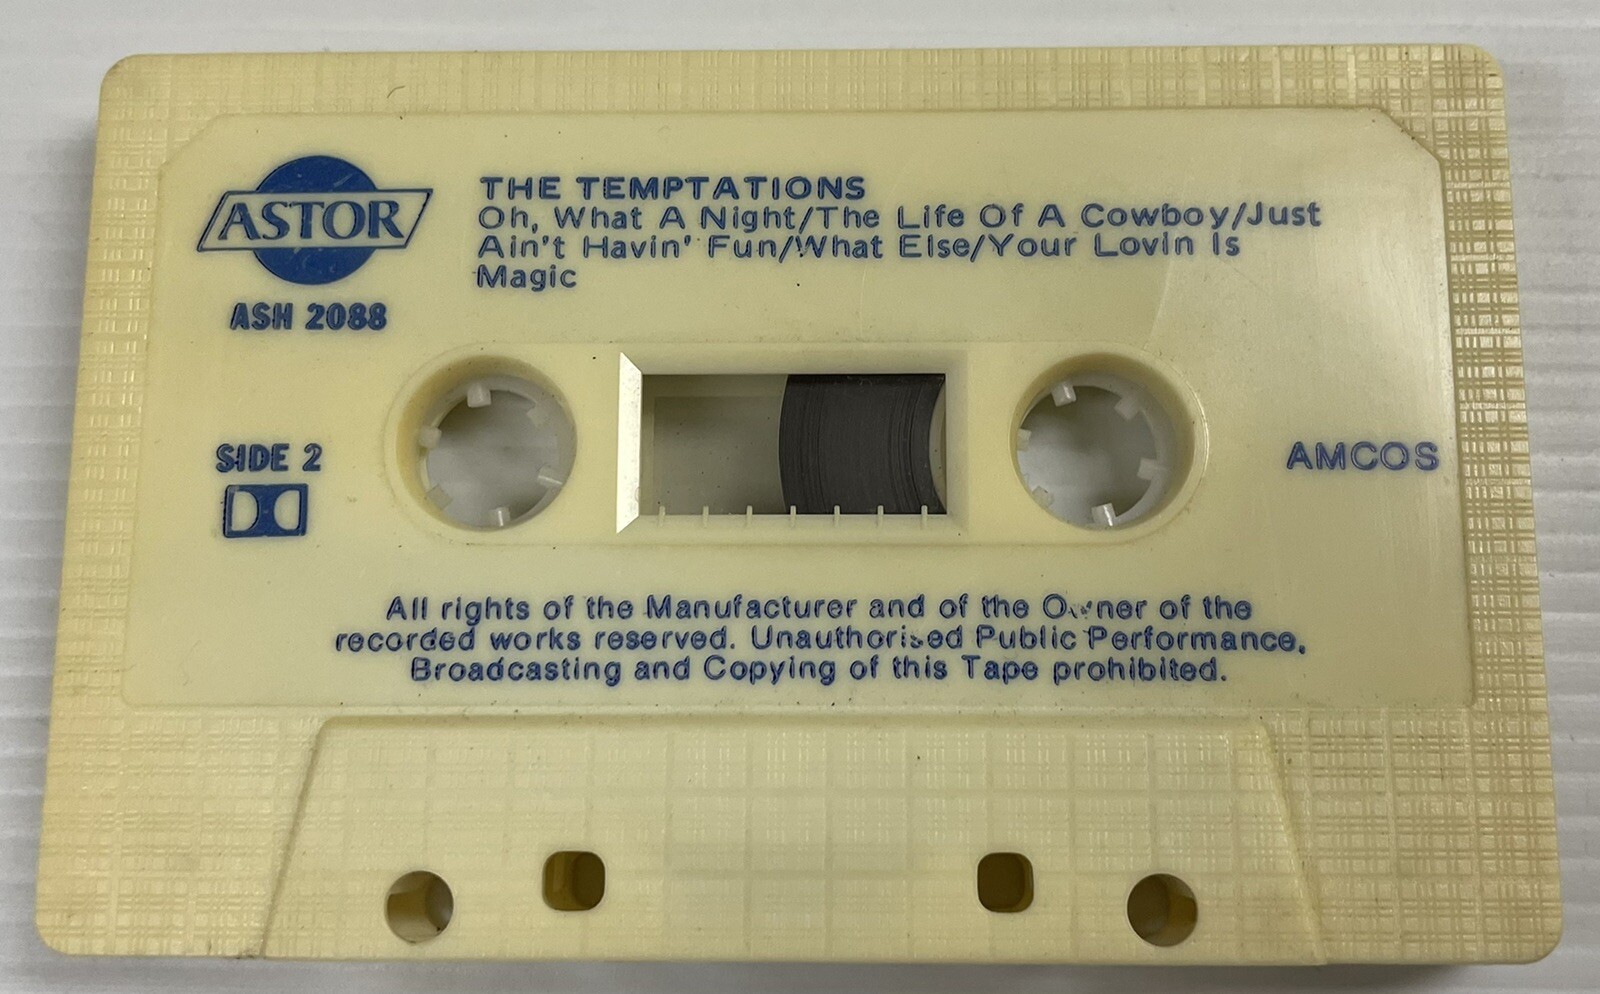 ASTOR
ASH 2088
THE TEMPTATIONS
Oh, What A Night/The Life Of A Cowboy/Just
Ain't Havin' Fun/What Else/Your Lovin Is
Magic
SIDE 2
AMCOS
All rights of the Manufacturer and of the Owner of the
recorded works reserved. Unauthorised Public Performance,
Broadcasting and Copying of this Tape prohibited.